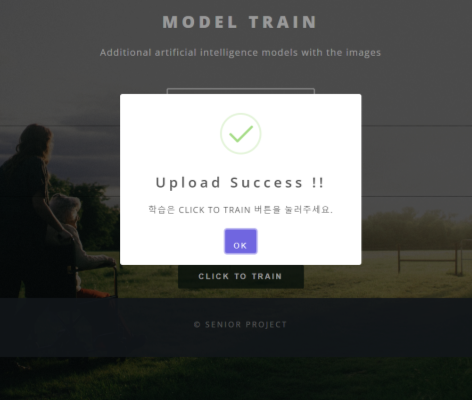 MODEL TRAIN
Additional artificial intelligence models with the images
Upload Success !!
학습은 CLICK TO TRAIN 버튼을 눌러주세요.
OK
CLICK TO TRAIN
© SENIOR PROJECT